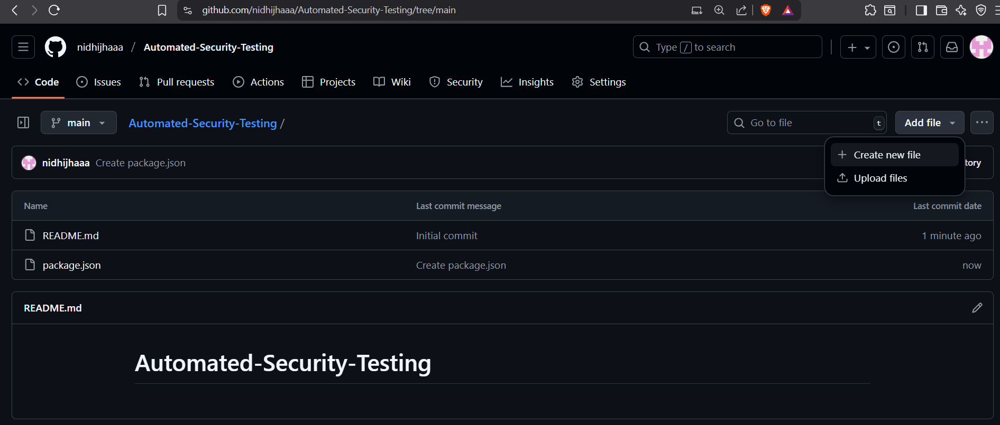 github.com/nidhijhaaa/Automated-Security-Testing/tree/main
nidhijhaaa / Automated-Security-Testing
Type / to search
Code Issues Pull requests Actions Projects Wiki Security Insights Settings
main Automated-Security-Testing / Go to file t Add file
Create new file
nidhijhaaa Create package.json tory
Upload files
Name Last commit message Last commit date
README.md Initial commit 1 minute ago
package.json Create package.json now
README.md
Automated-Security-Testing